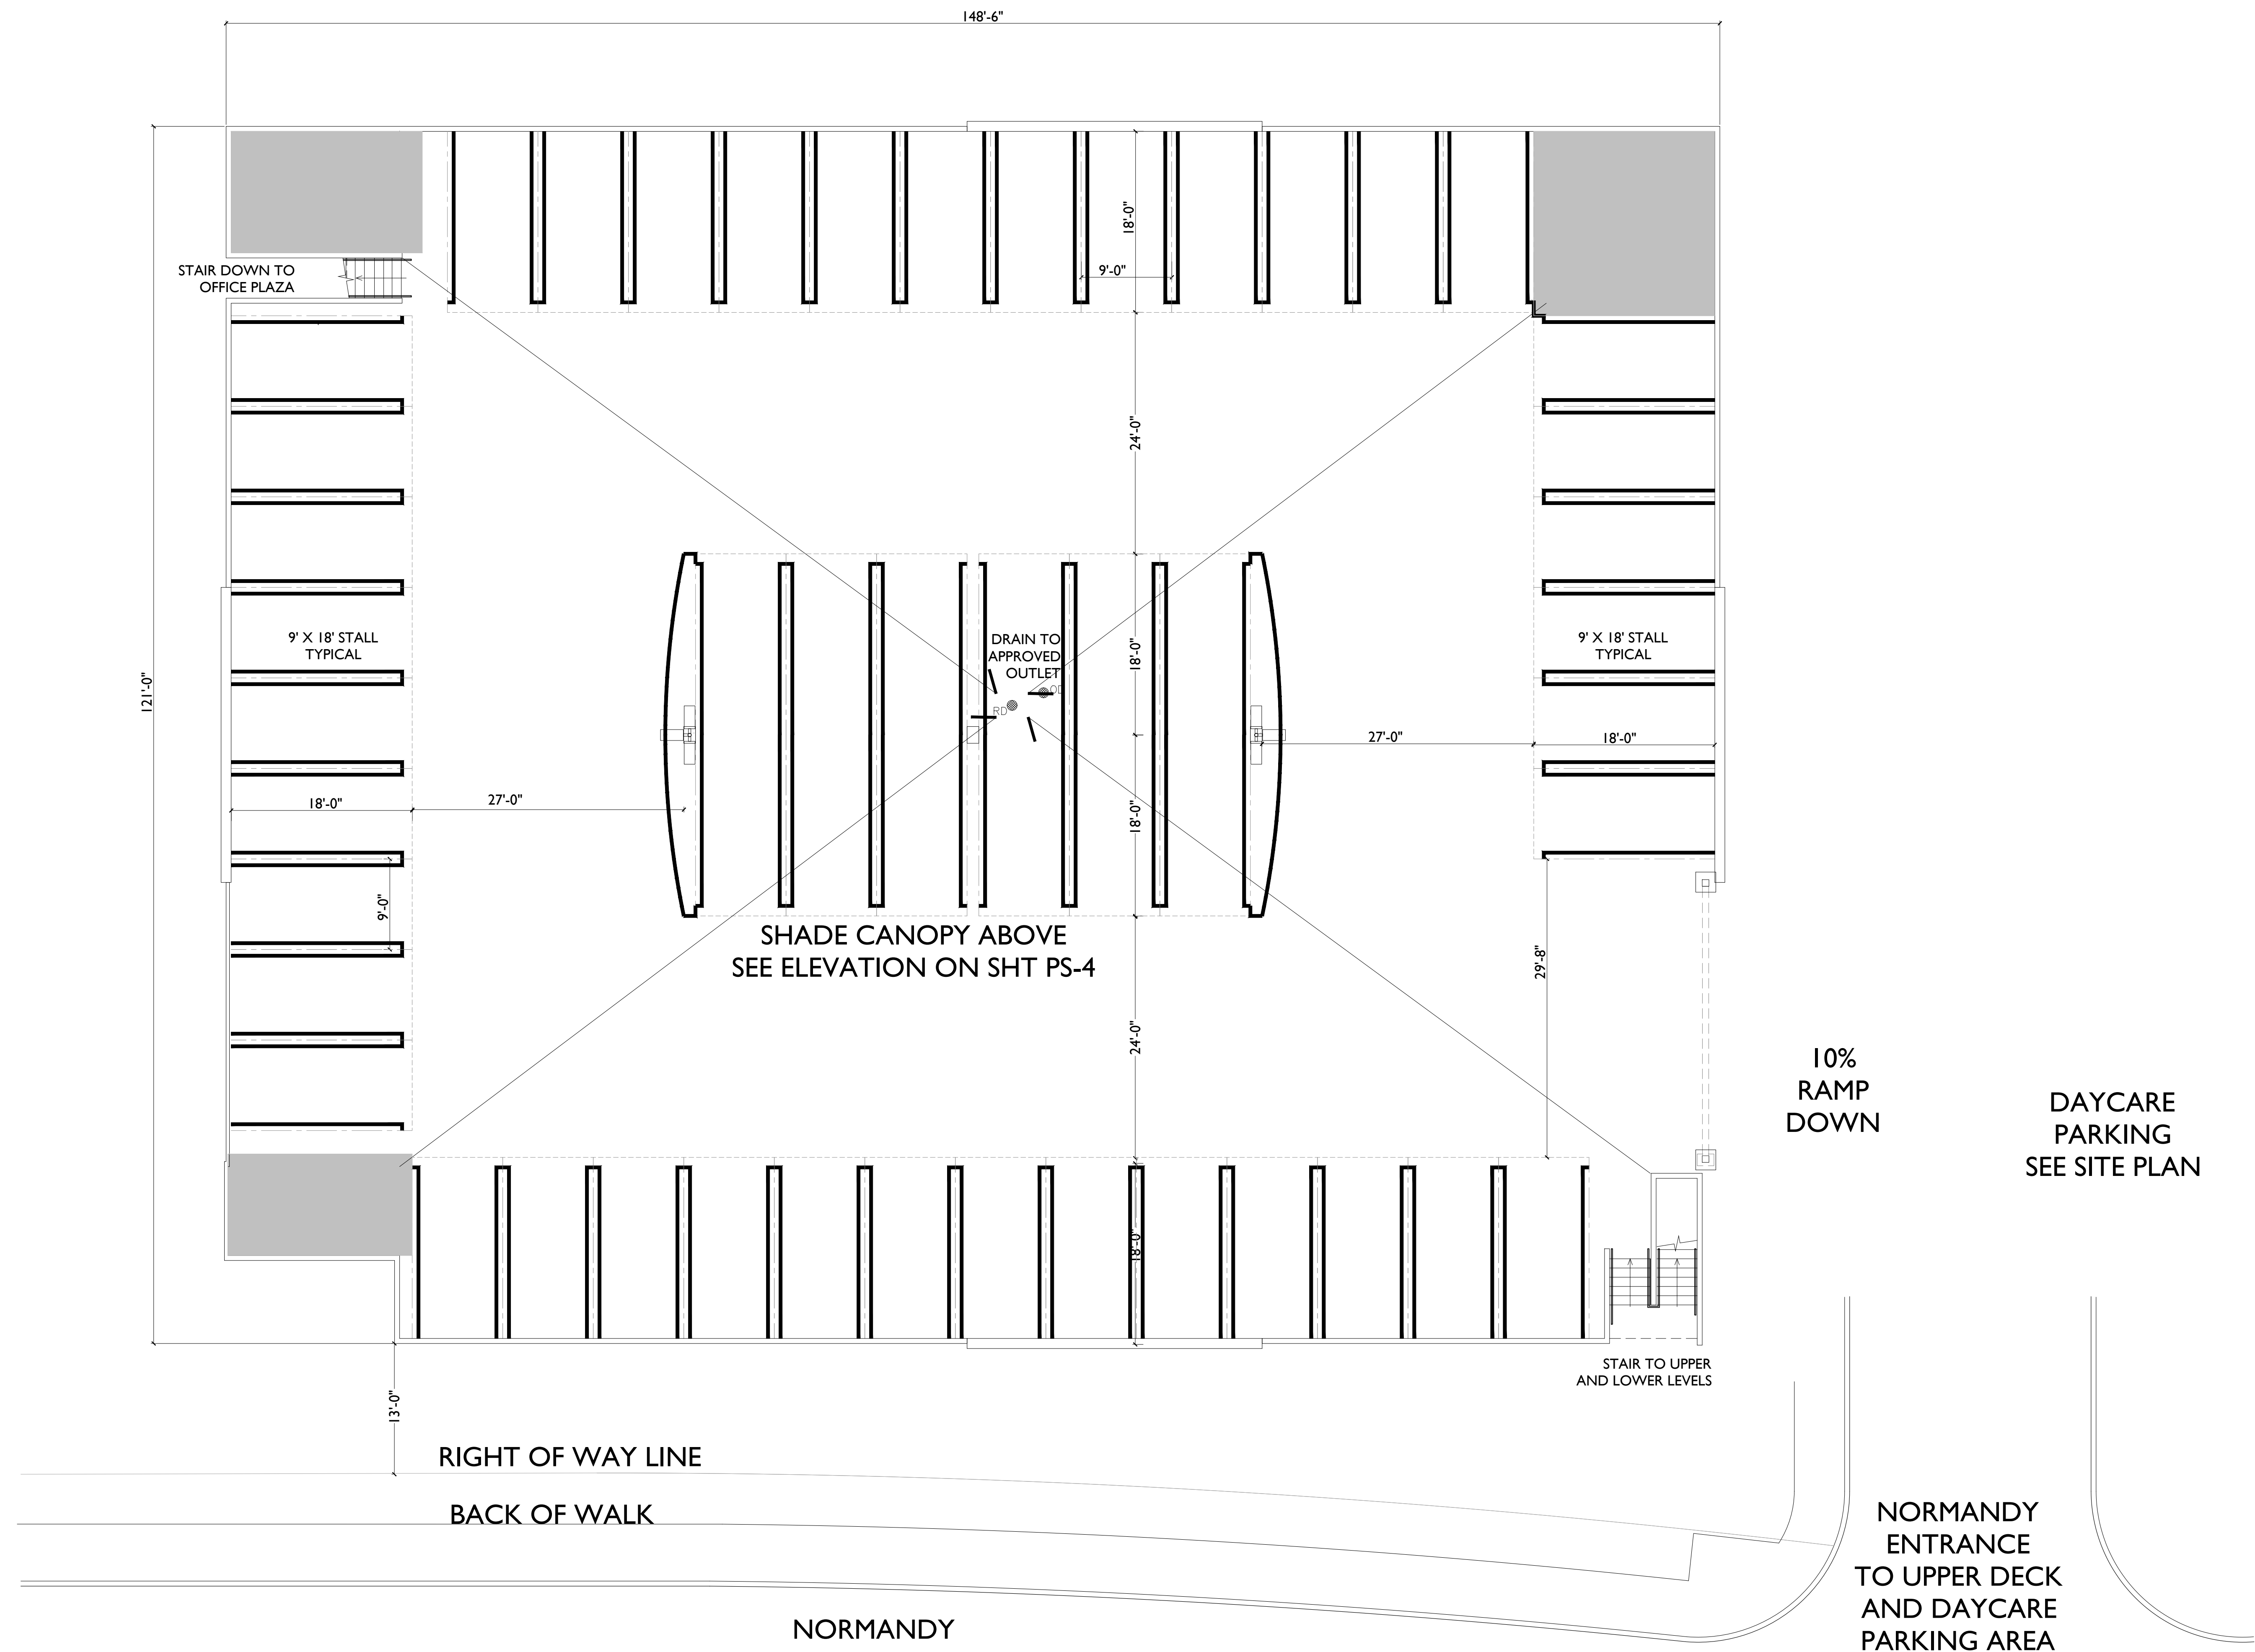 148'-6"
18'-0"
9'-0"
STAIR DOWN TO
OFFICE PLAZA
24'-0"
9' X 18' STALL
TYPICAL
DRAIN TO
APPROVED
OUTLET
OD
RD
18'-0"
9' X 18' STALL
TYPICAL
121'-0"
27'-0"
18'-0"
18'-0"
27'-0"
18'-0"
9'-0"
SHADE CANOPY ABOVE
SEE ELEVATION ON SHT PS-4
29'-8"
24'-0"
10%
RAMP
DOWN
DAYCARE
PARKING
SEE SITE PLAN
18'-0"
STAIR TO UPPER
AND LOWER LEVELS
13'-0"
RIGHT OF WAY LINE
BACK OF WALK
NORMANDY
NORMANDY
ENTRANCE
TO UPPER DECK
AND DAYCARE
PARKING AREA